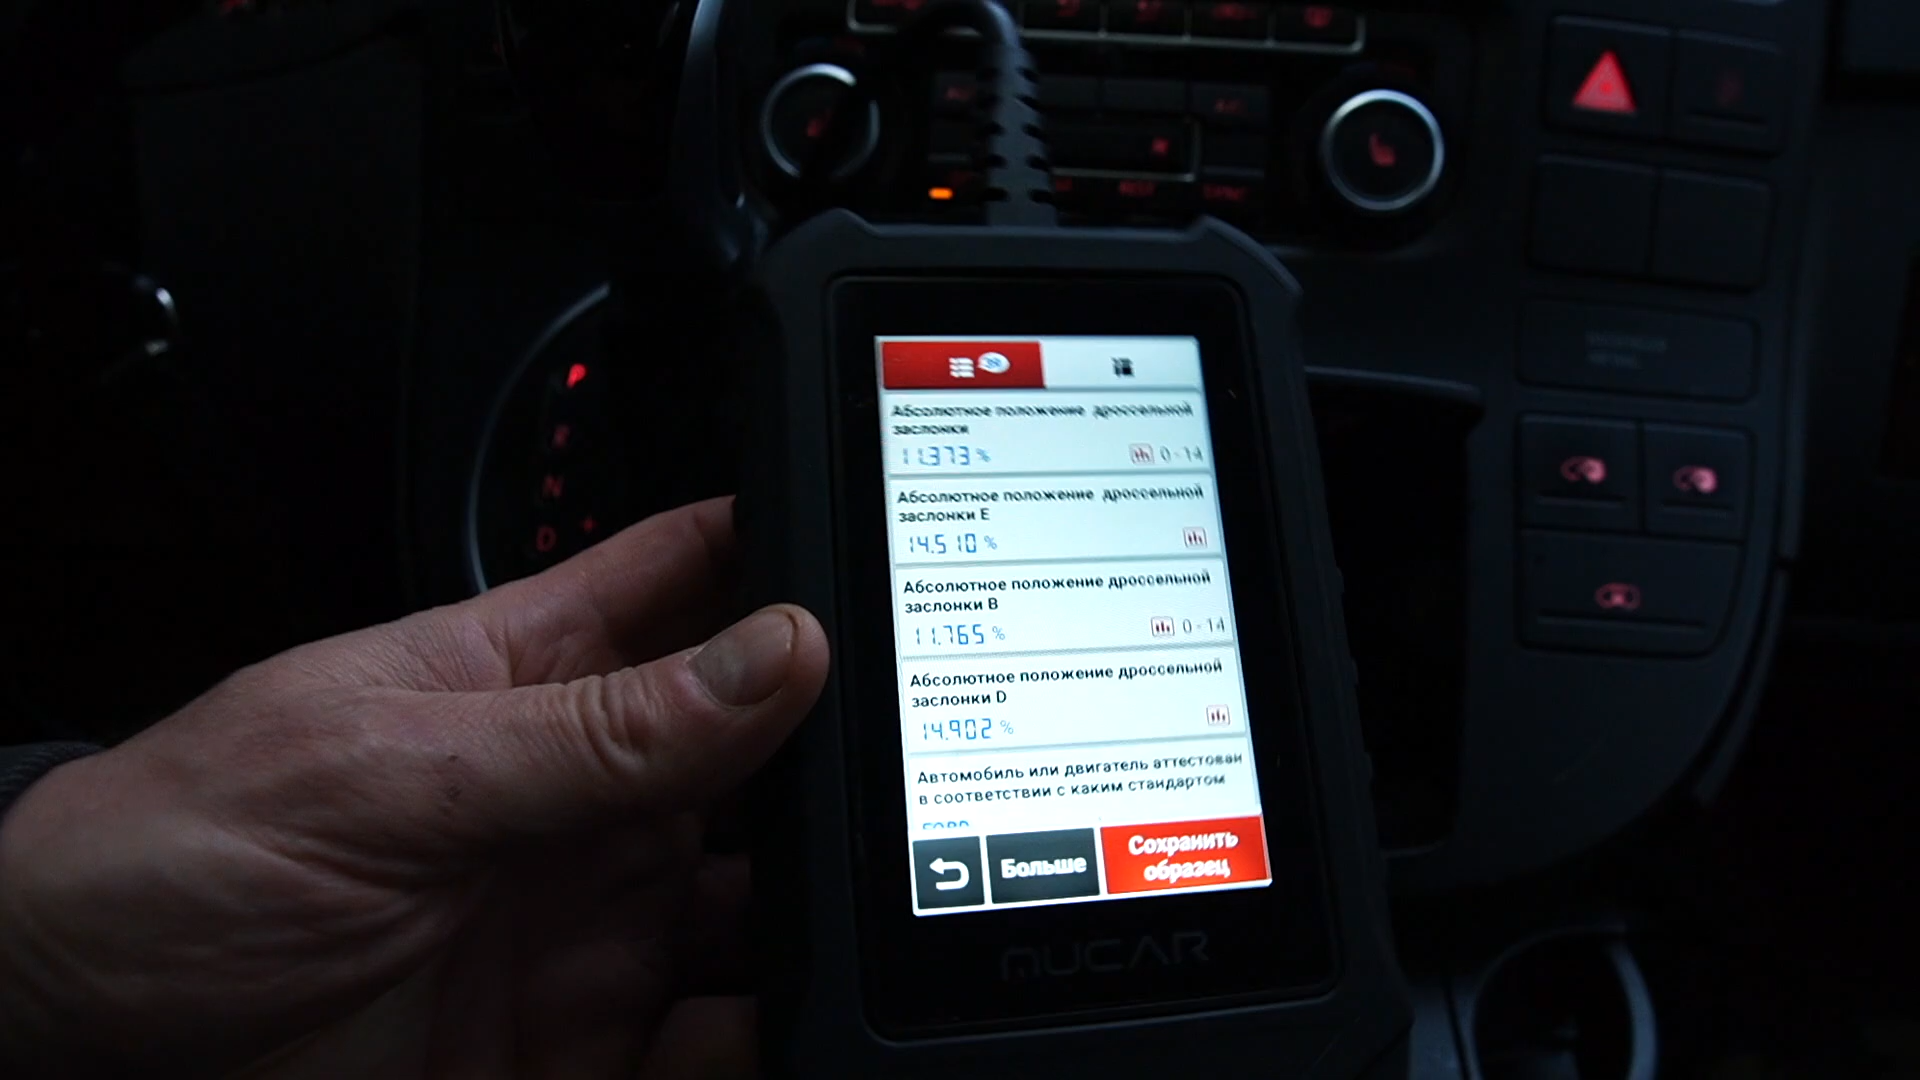 P
R
N
D +
Абсолютное положение дроссельной
заслонки
11.373 %
0 - 14
Абсолютное положение дроссельной
заслонки E
14.510 %
Абсолютное положение дроссельной
заслонки B
11.765 %
0 - 14
Абсолютное положение дроссельной
заслонки D
14.902 %
Автомобиль или двигатель аттестован
в соответствии с каким стандартом
Больше
Сохранить
образец
MUCAR